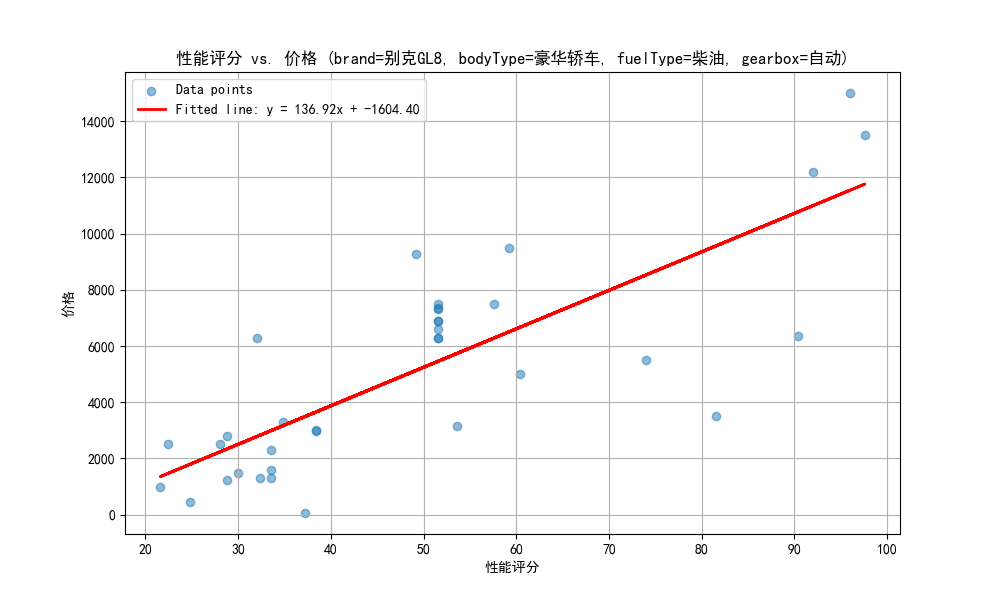 性能评分 vs. 价格 (brand=别克GL8, bodyType=豪华轿车, fuelType=柴油, gearbox=自动)
Data points
Fitted line: y = 136.92x + -1604.40
价格
14000
12000
10000
8000
6000
4000
2000
0
20 30 40 50 60 70 80 90 100
性能评分